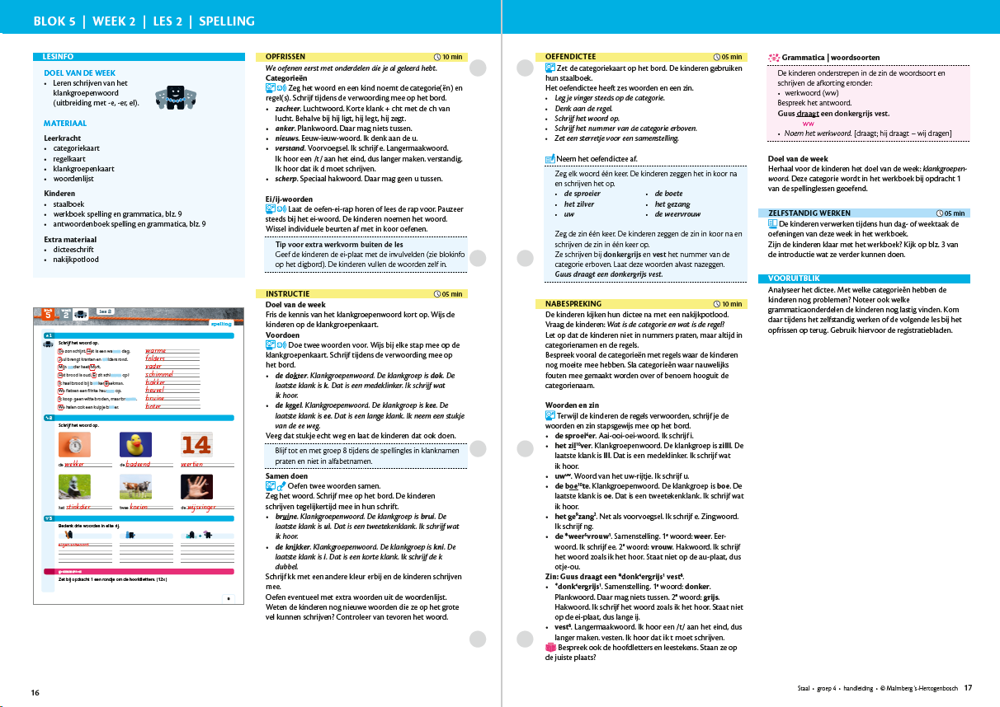 BLOK 5 | WEEK 2 | LES 2 | SPELLING
LESINFO
DOEL VAN DE WEEK
• Leren schrijven van het
klankgroepenwoord
(uitbreiding met -e, -er, el).
MATERIAAL
Leerkracht
• categoriekaart
• regelkaart
• klankgroepenkaart
• woordenlijst
Kinderen
• staalboek
• werkboek spelling en grammatica, blz. 9
• antwoordenboek spelling en grammatica, blz. 9
Extra materiaal
• dicteeschrift
• nakijkpotlood
blok 5
week 2
les 2
spelling
★1
Schrijf het woord op.
warme
folders
vader
schimmel
bakker
heuvel
bruine
boter
Schrijf het woord op.
14
de wekker
de badeend
veertien
het stinkdier
twee koeien
de wijsvinger
Bedenk drie woorden in elke rij.
eigen antwoord
grammatica
Zet bij opdracht 1 een rondje om de hoofdletters. (12x)
16
OPFRISSEN
10 min
We oefenen eerst met onderdelen die je al geleerd hebt.
Categorieën
Zeg het woord en een kind noemt de categorie(ën) en
regel(s). Schrijf tijdens de verwoording mee op het bord.
• zachter. Luchtwoord. Korte klank + cht met de ch van
lucht. Behalve bij hij ligt, hij legt, hij zegt.
• anker. Plankwoord. Daar mag niets tussen.
• nieuws. Eeuw-ieuw-woord. Ik denk aan de u.
• verstand. Voorvoegsel. Ik schrijf e. Langermaakwoord.
Ik hoor een /t/ aan het eind, dus langer maken. verstandig.
Ik hoor dat ik d moet schrijven.
• scherp. Speciaal hakwoord. Daar mag geen u tussen.
Ei/ij-woorden
Laat de oefen-ei-rap horen of lees de rap voor. Pauzeer
steeds bij het ei-woord. De kinderen noemen het woord.
Wissel individuele beurten af met in koor oefenen.
Tip voor extra werkvorm buiten de les
Geef de kinderen de ei-plaat met de invulvelden (zie blokinfo
op het digbord). De kinderen vullen de woorden zelf in.
INSTRUCTIE
05 min
Doel van de week
Fris de kennis van het klankgroepenwoord kort op. Wijs de
kinderen op de klankgroepenkaart.
Voordoen
Doe twee woorden voor. Wijs bij elke stap mee op de
klankgroepenkaart. Schrijf tijdens de verwoording mee op
het bord.
• de dokter. Klankgroepenwoord. De klankgroep is dok. De
laatste klank is k. Dat is een medeklinker. Ik schrijf wat
ik hoor.
• de kegel. Klankgroepenwoord. De klankgroep is kee. De
laatste klank is ee. Dat is een lange klank. Ik neem een stukje
van de ee weg.
Veeg dat stukje echt weg en laat de kinderen dat ook doen.
Blijf tot en met groep 8 tijdens de spellingles in klanknamen
praten en niet in alfabetnamen.
Samen doen
Oefen twee woorden samen.
Zeg het woord. Schrijf mee op het bord. De kinderen
schrijven tegelijkertijd mee in hun schrift.
• bruine. Klankgroepenwoord. De klankgroep is brui. De
laatste klank is ui. Dat is een tweetekenklank. Ik schrijf wat
ik hoor.
• de knikker. Klankgroepenwoord. De klankgroep is kni. De
laatste klank is i. Dat is een korte klank. Ik schrijf de k
dubbel.
Schrijf kk met een andere kleur erbij en de kinderen schrijven
mee.
Oefen eventueel met extra woorden uit de woordenlijst.
Weten de kinderen nog nieuwe woorden die ze op het grote
vel kunnen schrijven? Controleer van tevoren het woord.
OEFENDICTEE
05 min
Zet de categoriekaart op het bord. De kinderen gebruiken
hun staalboek.
Het oefendictee heeft zes woorden en een zin.
• Leg je vinger steeds op de categorie.
• Denk aan de regel.
• Schrijf het woord op.
• Schrijf het nummer van de categorie erboven.
• Zet een sterretje voor een samenstelling.
Neem het oefendictee af.
Zeg elk woord één keer. De kinderen zeggen het in koor na
en schrijven het op.
• de sproeier • de boete
• het zilver • het gezang
• uw • de weervrouw
Zeg de zin één keer. De kinderen zeggen de zin in koor na en
schrijven de zin in één keer op.
Ze schrijven bij donkergrijs en vest het nummer van de
categorie erboven. Laat deze woorden alvast nazeggen.
Guus draagt een donkergrijs vest.
NABESPREKING
10 min
De kinderen kijken hun dictee na met een nakijkpotlood.
Vraag de kinderen: Wat is de categorie en wat is de regel?
Let op dat de kinderen niet in nummers praten, maar altijd in
categorienamen en de regels.
Bespreek vooral de categorieën met regels waar de kinderen
nog moeite mee hebben. Sla categorieën waar nauwelijks
fouten mee gemaakt worden over of benoem hooguit de
categorienaam.
Woorden en zin
Terwijl de kinderen de regels verwoorden, schrijf je de
woorden en zin stapsgewijs mee op het bord.
• de sproei⁶er. Aai-ooi-oei-woord. Ik schrijf i.
• het zil¹⁰ver. Klankgroepenwoord. De klankgroep is zilll. De
laatste klank is lll. Dat is een medeklinker. Ik schrijf wat
ik hoor.
• uwᵘʷ. Woord van het uw-rijtje. Ik schrijf u.
• de boe¹⁰te. Klankgroepenwoord. De klankgroep is boe. De
laatste klank is oe. Dat is een tweetekenklank. Ik schrijf wat
ik hoor.
• het ge⁹zang². Net als voorvoegsel. Ik schrijf e. Zingwoord.
Ik schrijf ng.
• de *weer⁵vrouw¹. Samenstelling. 1ᵉ woord: weer. Eer-
woord. Ik schrijf ee. 2ᵉ woord: vrouw. Hakwoord. Ik schrijf
het woord zoals ik het hoor. Staat niet op de au-plaat, dus
otje-ou.
Zin: Guus draagt een *donk⁴ergrijs¹ vest⁸.
• *donk⁴ergrijs¹. Samenstelling. 1ᵉ woord: donker.
Plankwoord. Daar mag niets tussen. 2ᵉ woord: grijs.
Hakwoord. Ik schrijf het woord zoals ik het hoor. Staat niet
op de ei-plaat, dus lange ij.
• vest⁸. Langermaakwoord. Ik hoor een /t/ aan het eind, dus
langer maken. vesten. Ik hoor dat ik t moet schrijven.
Bespreek ook de hoofdletters en leestekens. Staan ze op
de juiste plaats?
Grammatica | woordsoorten
De kinderen onderstrepen in de zin de woordsoort en
schrijven de afkorting eronder:
• werkwoord (ww)
Bespreek het antwoord.
Guus draagt een donkergrijs vest.
ww
• Noem het werkwoord. [draagt; hij draagt – wij dragen]
Doel van de week
Herhaal voor de kinderen het doel van de week: klankgroepen-
woord. Deze categorie wordt in het werkboek bij opdracht 1
van de spellinglessen geoefend.
ZELFSTANDIG WERKEN
05 min
De kinderen verwerken tijdens hun dag- of weektaak de
oefeningen van deze week in het werkboek.
Zijn de kinderen klaar met het werkboek? Kijk op blz. 3 van
de introductie wat ze verder kunnen doen.
VOORUITBLIK
Analyseer het dictee. Met welke categorieën hebben de
kinderen nog problemen? Noteer ook welke
grammaticaonderdelen de kinderen nog lastig vinden. Kom
daar tijdens het zelfstandig werken of de volgende les bij het
opfrissen op terug. Gebruik hiervoor de registratiebladen.
Staal • groep 4 • handleiding • © Malmberg 's-Hertogenbosch 17